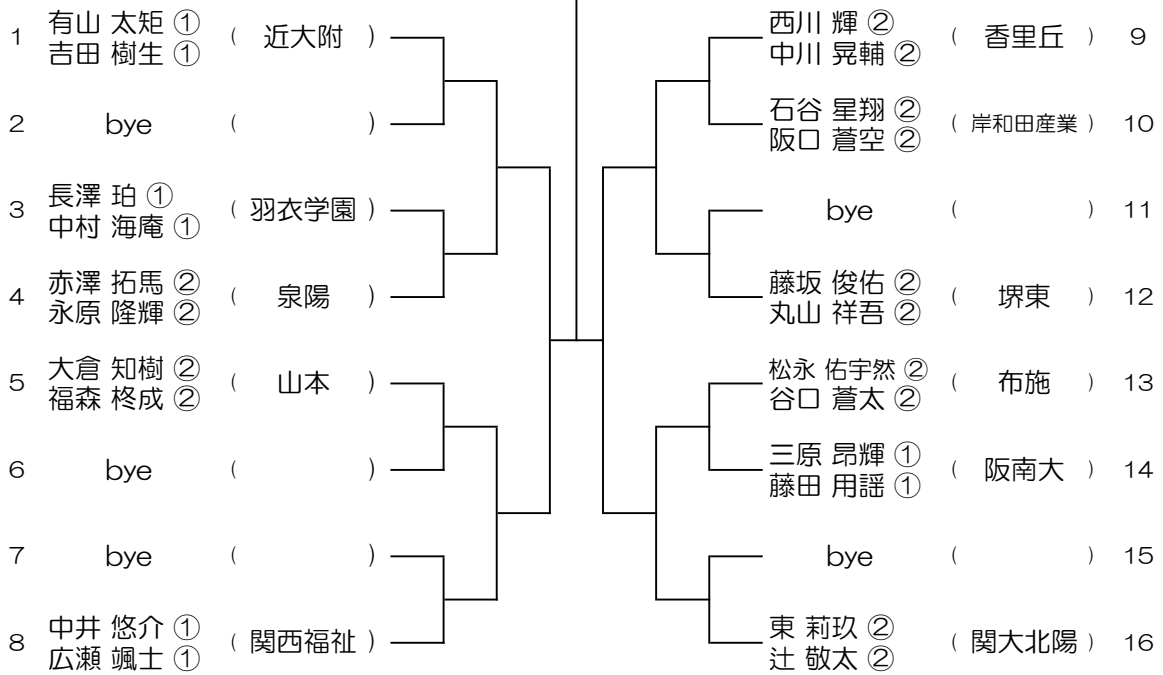 1 有山 太矩 ① ( 近大附 )
吉田 樹生 ①
2 bye ( )
3 長澤 珀 ① ( 羽衣学園 )
中村 海庵 ①
4 赤澤 拓馬 ② ( 泉陽 )
永原 隆輝 ②
5 大倉 知樹 ② ( 山本 )
福森 柊成 ②
6 bye ( )
7 bye ( )
8 中井 悠介 ① ( 関西福祉 )
広瀬 颯士 ①
西川 輝 ② ( 香里丘 ) 9
中川 晃輔 ②
石谷 星翔 ② ( 岸和田産業 ) 10
阪口 蒼空 ②
bye ( ) 11
藤坂 俊佑 ② ( 堺東 ) 12
丸山 祥吾 ②
松永 佑宇然 ② ( 布施 ) 13
谷口 蒼太 ②
三原 昂輝 ① ( 阪南大 ) 14
藤田 用謡 ①
bye ( ) 15
東 莉玖 ② ( 関大北陽 ) 16
辻 敬太 ②